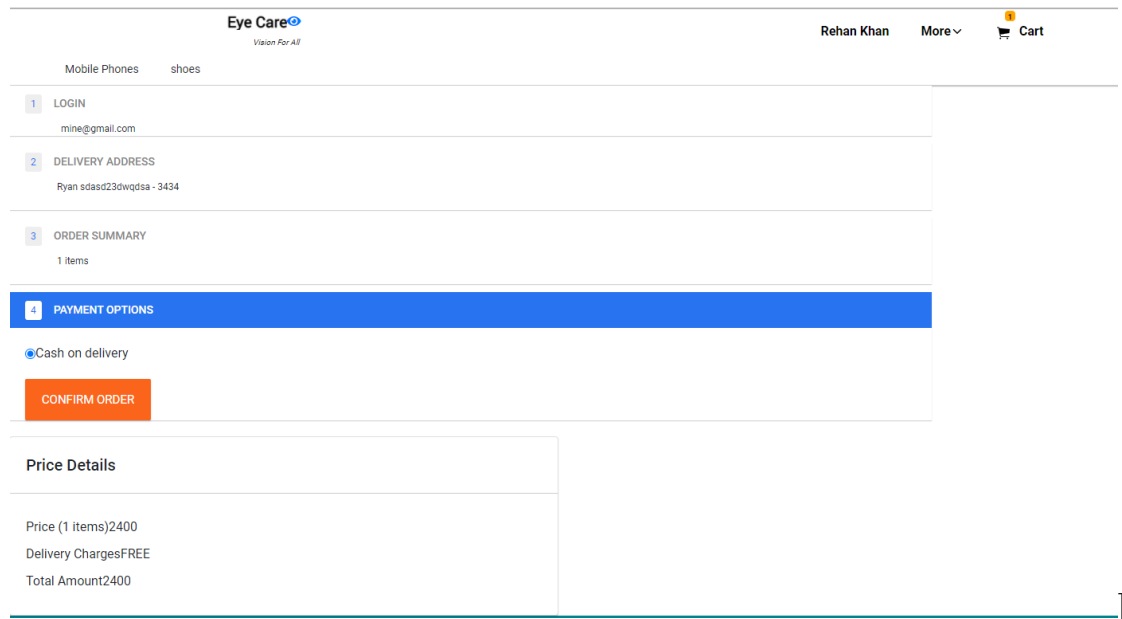 Eye Care
Vision For All
Rehan Khan More 1 Cart
Mobile Phones shoes
1 LOGIN
mine@gmail.com
2 DELIVERY ADDRESS
Ryan sdasd23dwqdsa - 3434
3 ORDER SUMMARY
1 items
4 PAYMENT OPTIONS
Cash on delivery
CONFIRM ORDER
Price Details
Price (1 items)2400
Delivery ChargesFREE
Total Amount2400